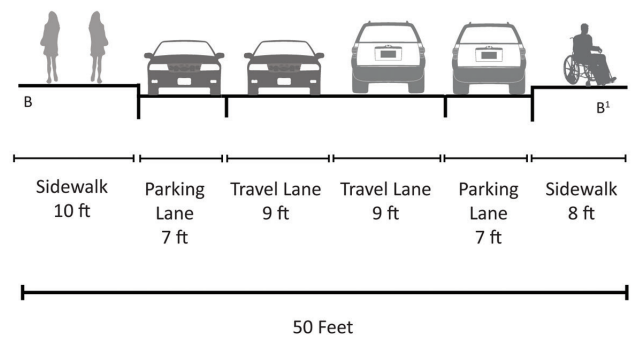 B
B¹
Sidewalk
10 ft
Parking
Lane
7 ft
Travel Lane
9 ft
Travel Lane
9 ft
Parking
Lane
7 ft
Sidewalk
8 ft
50 Feet